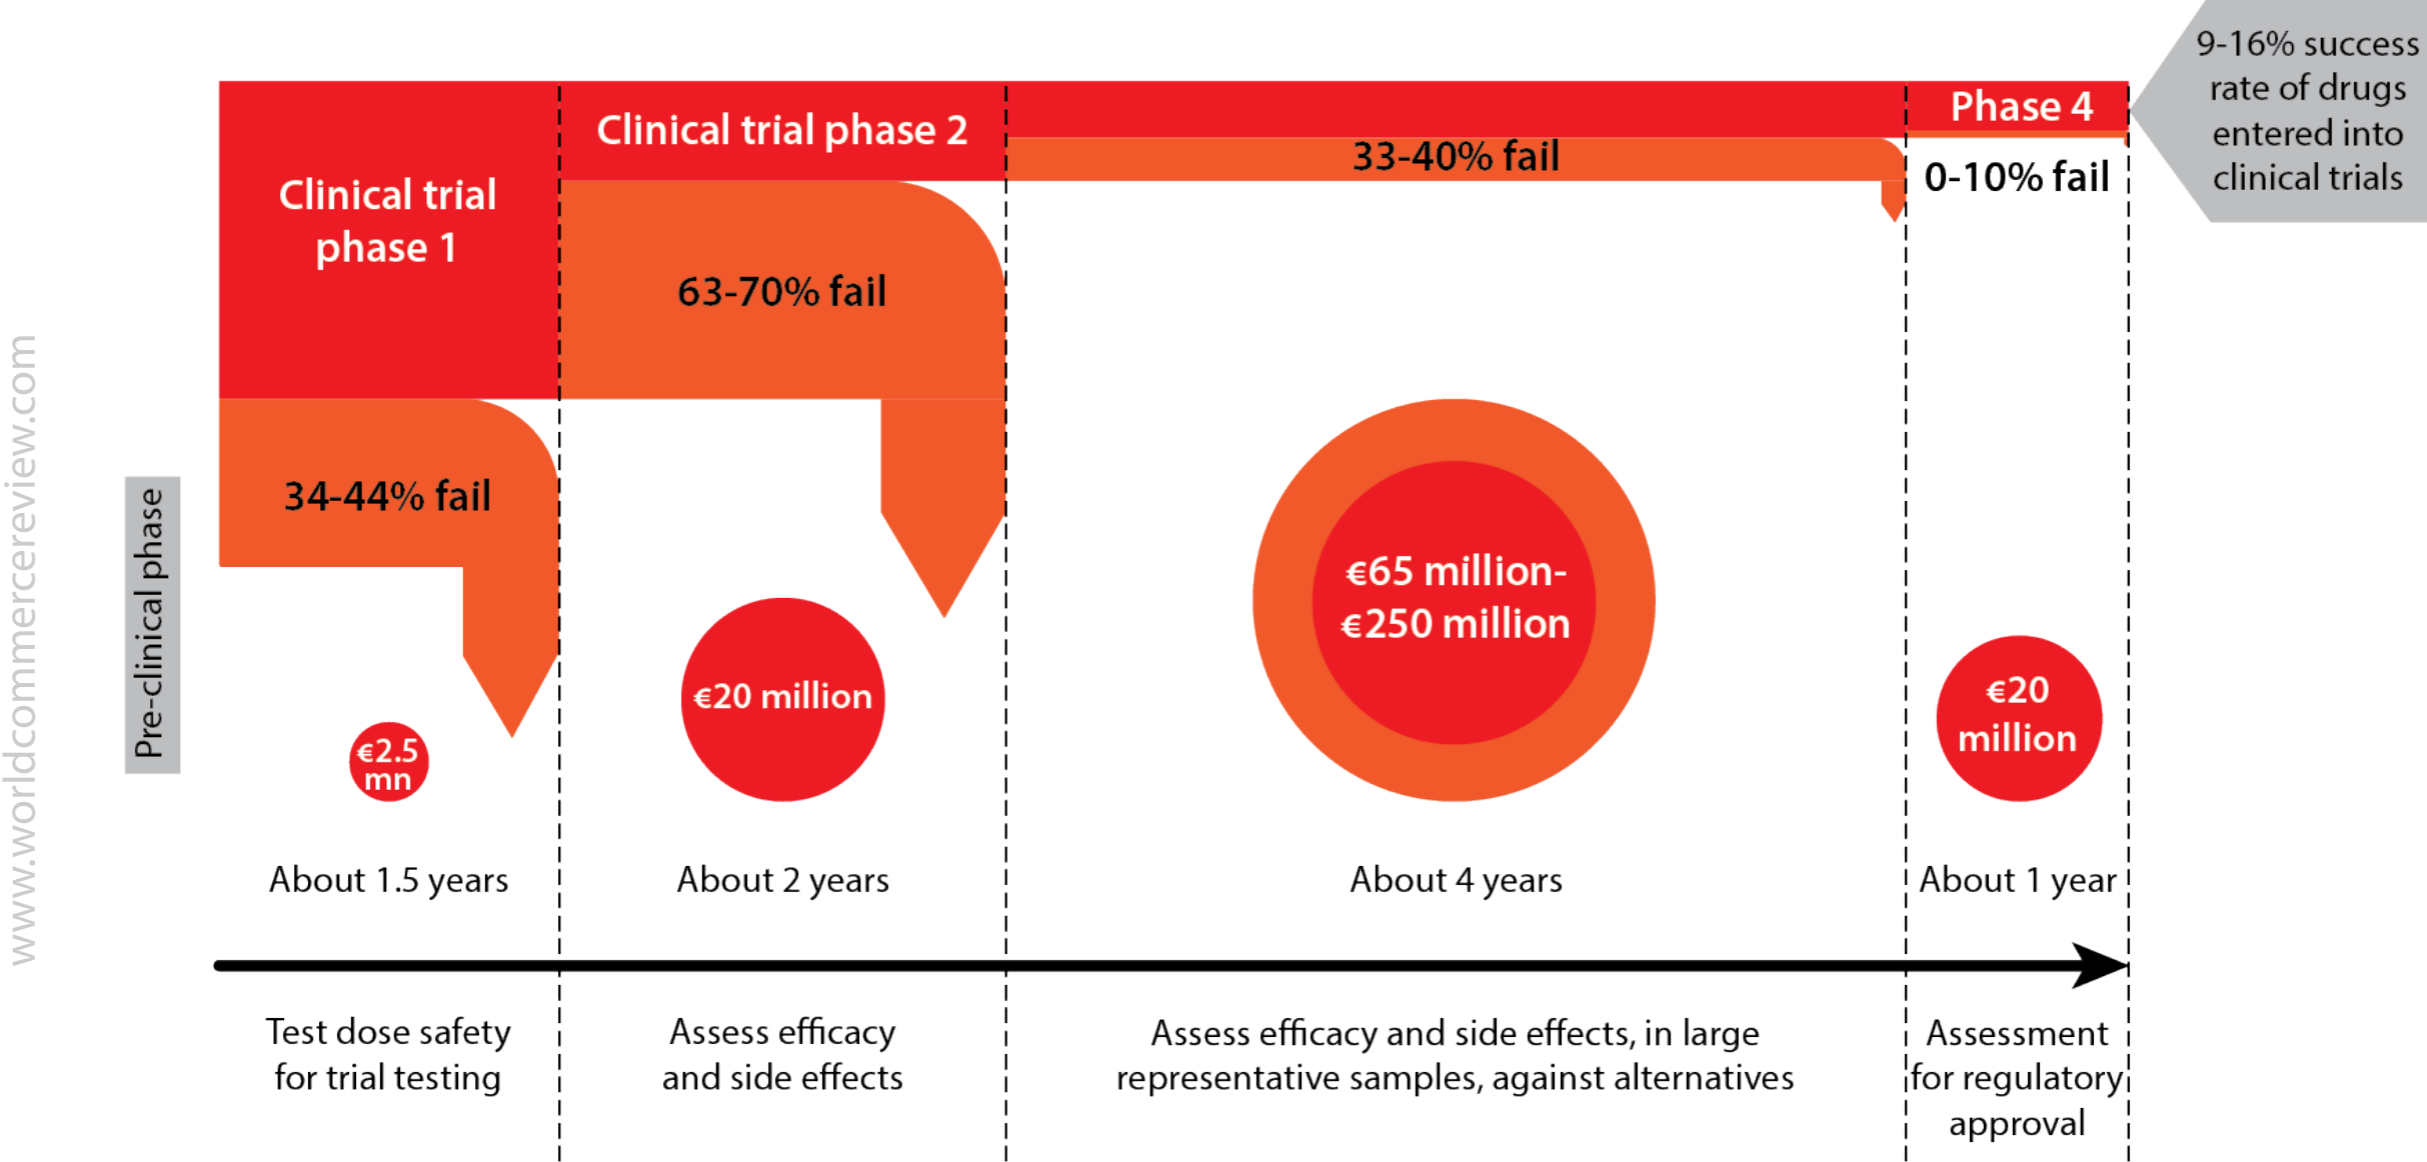 www.worldcommercereview.com
Pre-clinical phase
Clinical trial
phase 1
34-44% fail
€2.5
mn
About 1.5 years
Test dose safety
for trial testing
Clinical trial phase 2
63-70% fail
€20 million
About 2 years
Assess efficacy
and side effects
33-40% fail
€65 million-
€250 million
About 4 years
Assess efficacy and side effects, in large
representative samples, against alternatives
Phase 4
0-10% fail
€20
million
About 1 year
Assessment
for regulatory
approval
9-16% success
rate of drugs
entered into
clinical trials